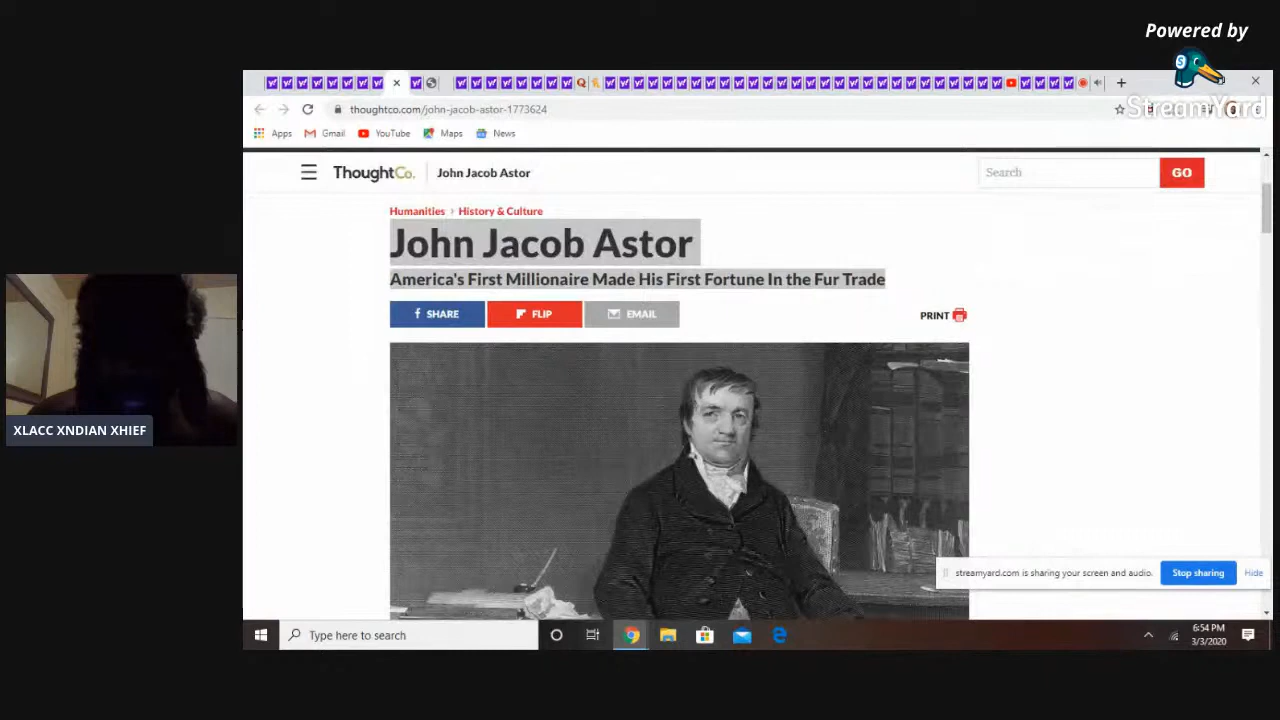 Powered by
StreamYard
thoughtco.com/john-jacob-astor-1773624
Apps Gmail YouTube Maps News
ThoughtCo. John Jacob Astor Search GO
Humanities › History & Culture
John Jacob Astor
America's First Millionaire Made His First Fortune In the Fur Trade
SHARE FLIP EMAIL PRINT
XLACC XNDIAN XHIEF
streamyard.com is sharing your screen and audio. Stop sharing Hide
Type here to search
6:54 PM
3/3/2020